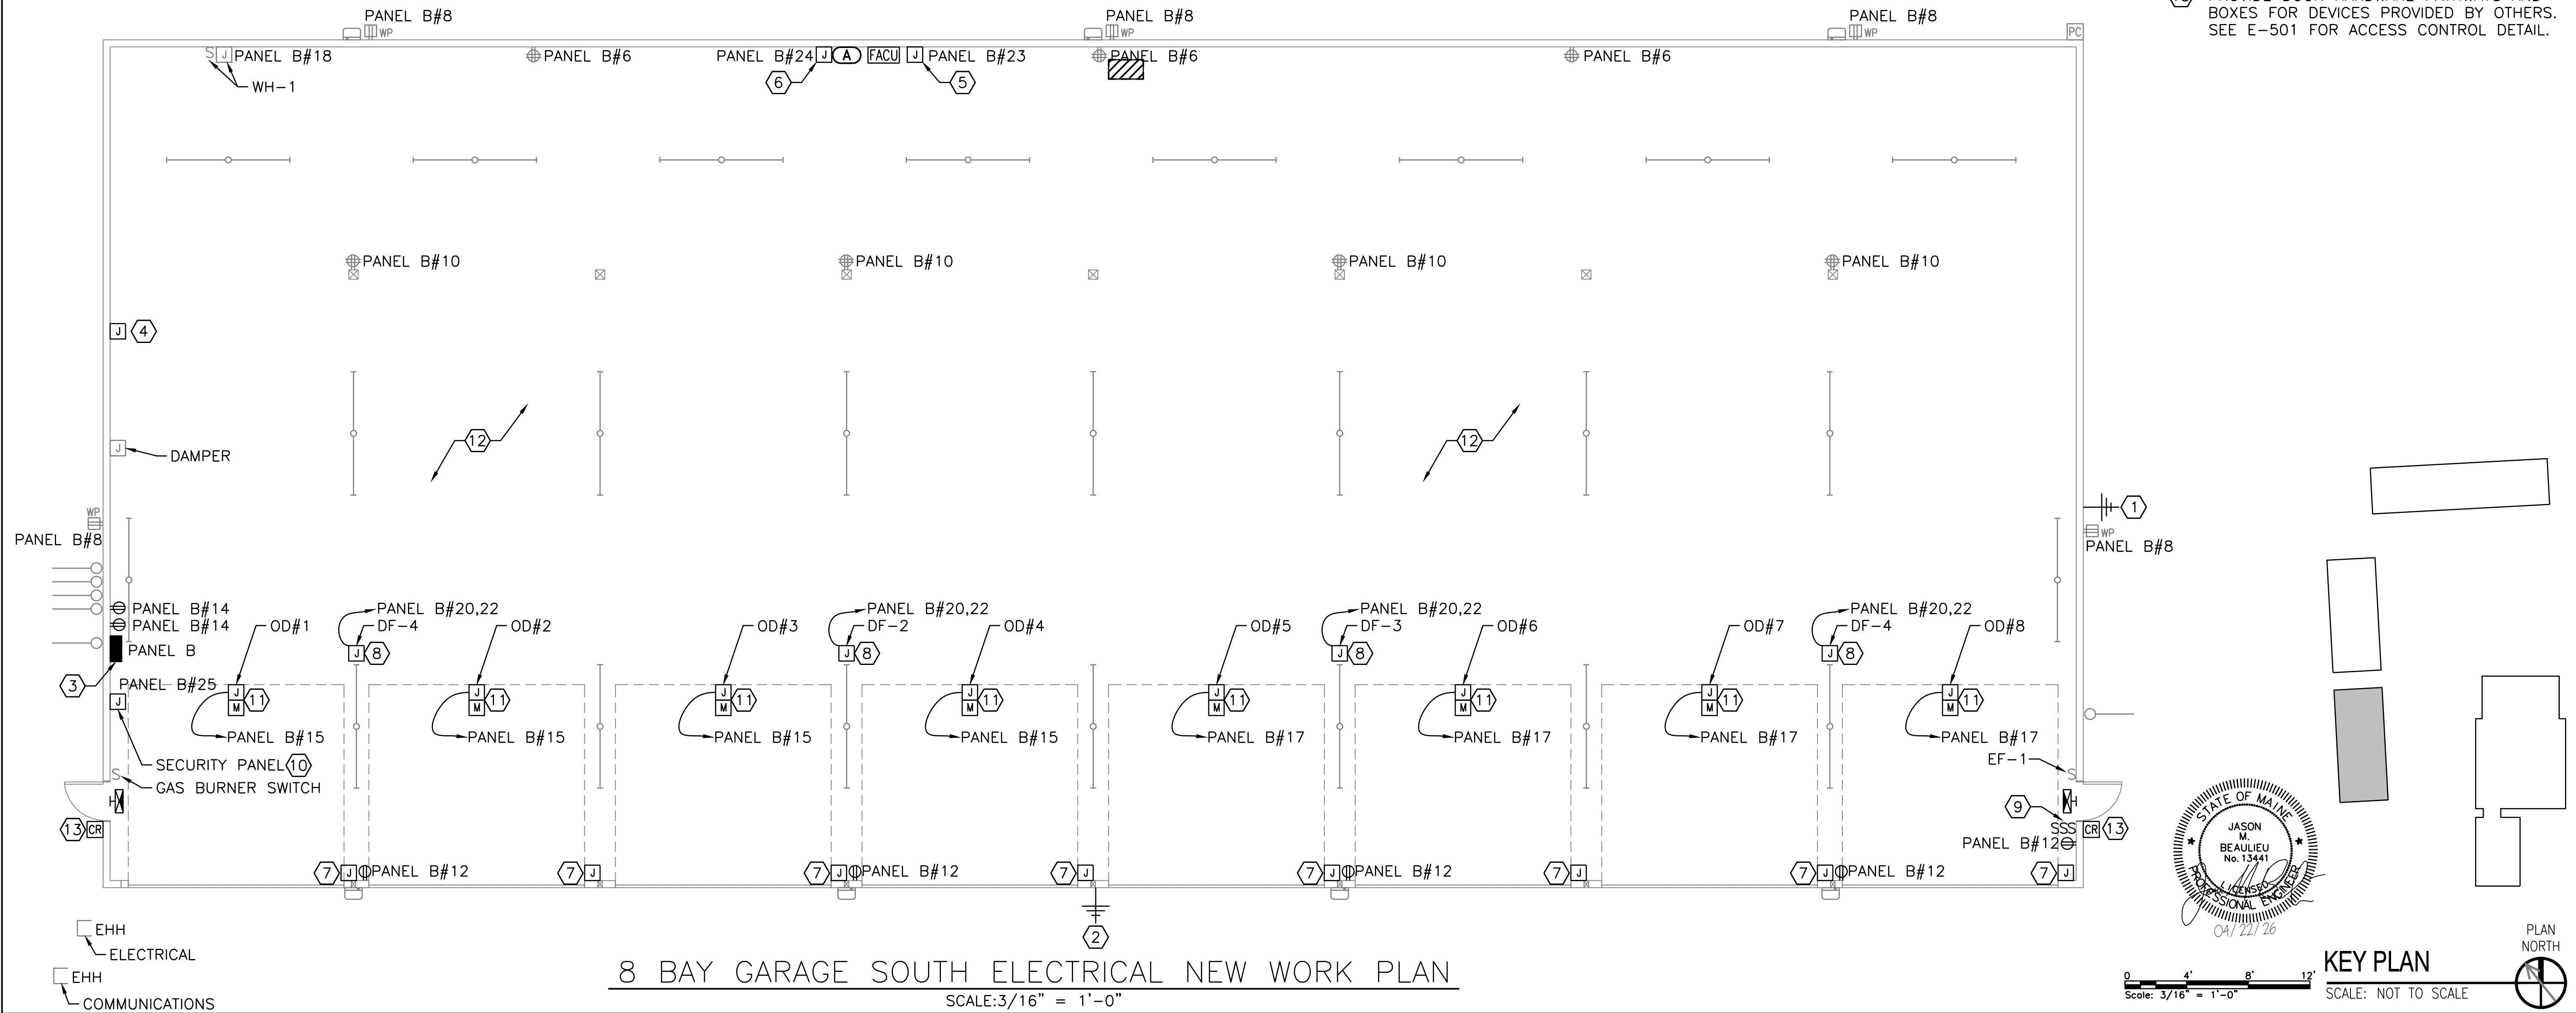 PANEL B#8
PANEL B#8
PANEL B#8
WP
WP
WP
PC
13
BOXES FOR DEVICES PROVIDED BY OTHERS.
SEE E-501 FOR ACCESS CONTROL DETAIL.
S J PANEL B#18
PANEL B#6
PANEL B#24 J A FACU J PANEL B#23
PANEL B#6
PANEL B#6
WH-1
6
5
PANEL B#10
PANEL B#10
PANEL B#10
PANEL B#10
J 4
12
12
J
DAMPER
WP
PANEL B#8
1
WP
PANEL B#8
PANEL B#14
PANEL B#14
PANEL B
3
PANEL B#25
J
PANEL B#20,22
PANEL B#20,22
PANEL B#20,22
PANEL B#20,22
OD#1
DF-4
OD#2
OD#3
DF-2
OD#4
OD#5
DF-3
OD#6
OD#7
DF-4
OD#8
J 8
J 8
J 8
J 8
J M 11
J M 11
J M 11
J M 11
J M 11
J M 11
J M 11
J M 11
PANEL B#15
PANEL B#15
PANEL B#15
PANEL B#15
PANEL B#17
PANEL B#17
PANEL B#17
PANEL B#17
SECURITY PANEL 10
S
GAS BURNER SWITCH
H
13 CR
EF-1
S
H
9
SSS CR 13
PANEL B#12
7 J PANEL B#12
7 J
7 J PANEL B#12
7 J
7 J PANEL B#12
7 J
7 J PANEL B#12
7 J
2
EHH
ELECTRICAL
EHH
COMMUNICATIONS
8 BAY GARAGE SOUTH ELECTRICAL NEW WORK PLAN
SCALE:3/16" = 1'-0"
STATE OF MAINE
JASON
M.
BEAULIEU
No. 13441
LICENSED
PROFESSIONAL ENGINEER
04/22/26
0 4' 8' 12'
Scale: 3/16" = 1'-0"
KEY PLAN
SCALE: NOT TO SCALE
PLAN
NORTH